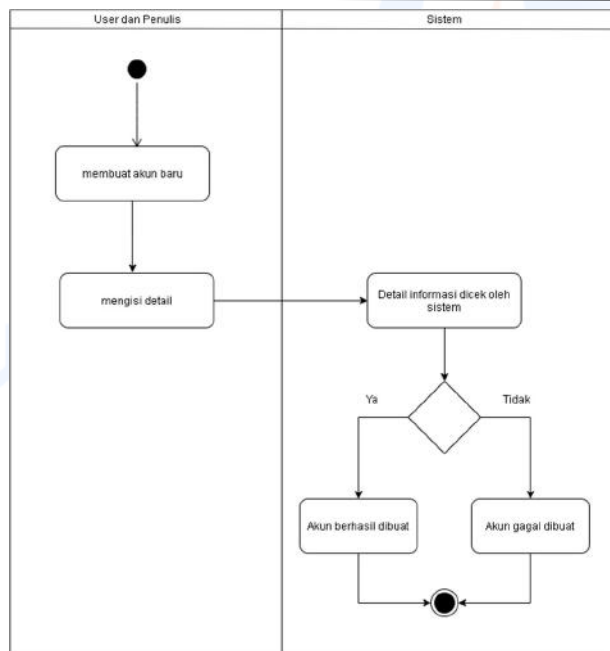 User dan Penulis
Sistem
membuat akun baru
mengisi detail
Detail informasi dicek oleh
sistem
Ya
Tidak
Akun berhasil dibuat
Akun gagal dibuat